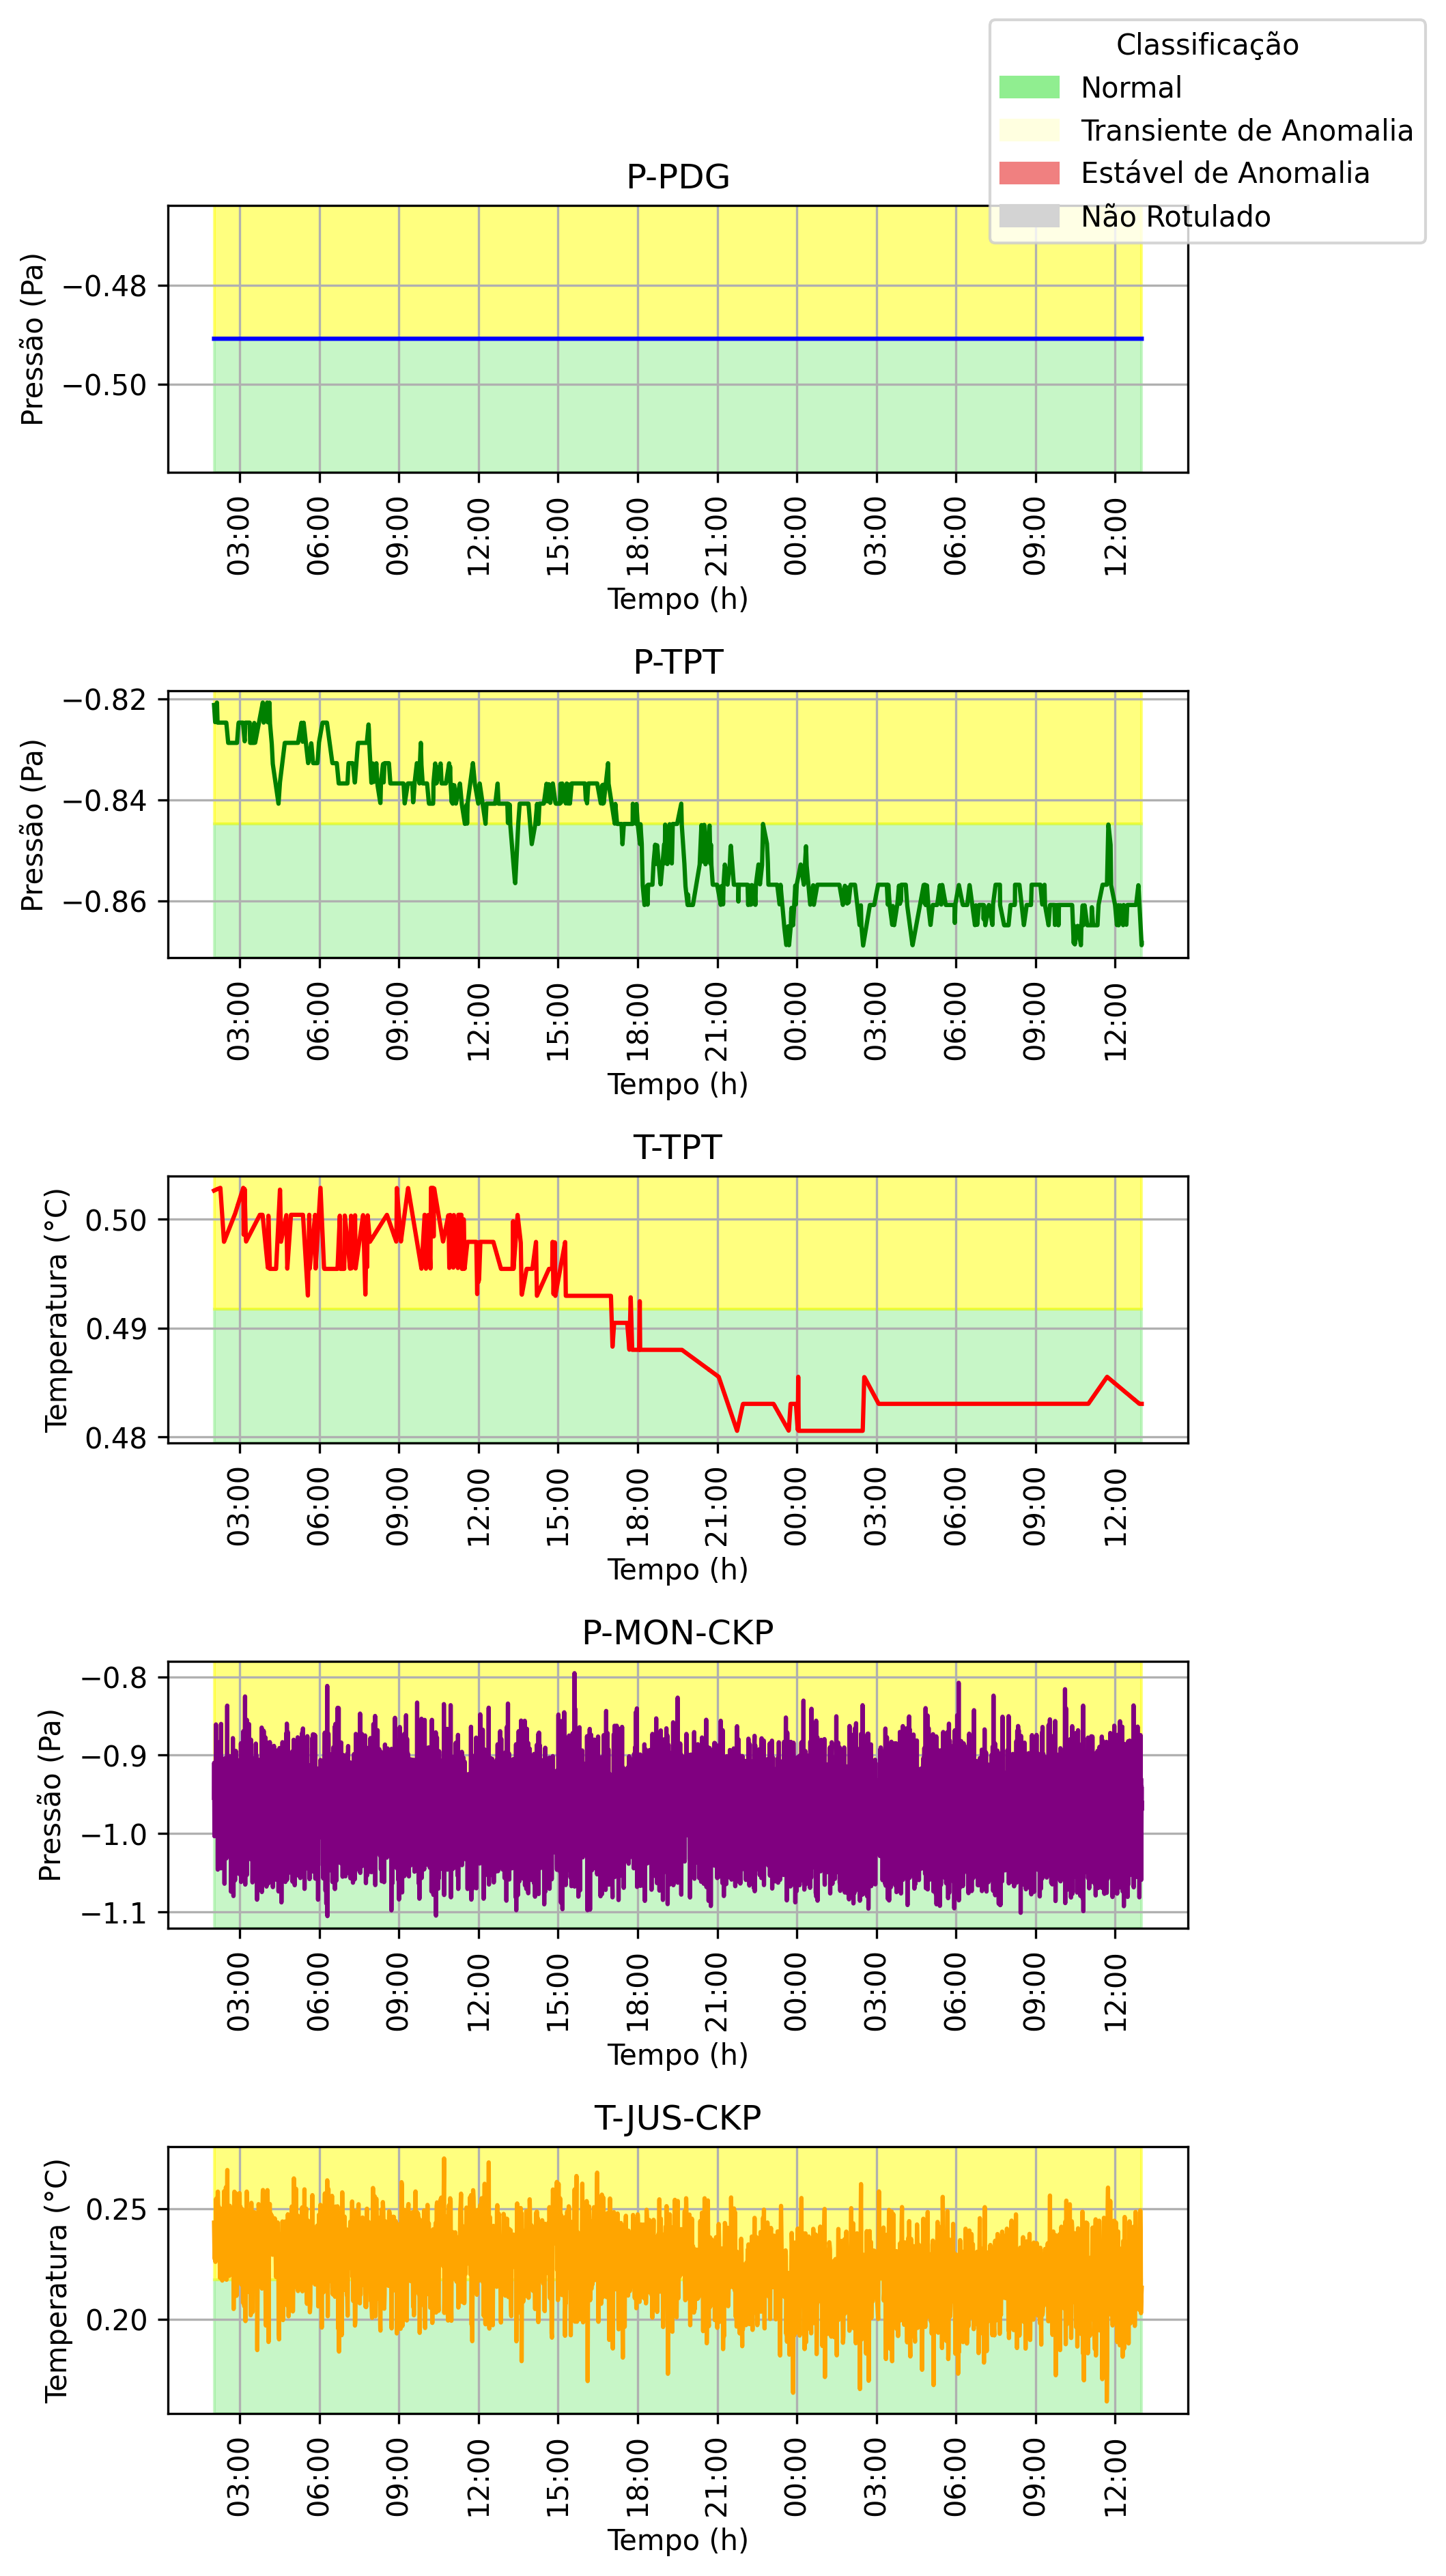 Classificação
Normal
Transiente de Anomalia
Estável de Anomalia
Não Rotulado
P-PDG
Pressão (Pa)
−0.48
−0.50
03:00 06:00 09:00 12:00 15:00 18:00 21:00 00:00 03:00 06:00 09:00 12:00
Tempo (h)
P-TPT
Pressão (Pa)
−0.82
−0.84
−0.86
03:00 06:00 09:00 12:00 15:00 18:00 21:00 00:00 03:00 06:00 09:00 12:00
Tempo (h)
T-TPT
Temperatura (°C)
0.50
0.49
0.48
03:00 06:00 09:00 12:00 15:00 18:00 21:00 00:00 03:00 06:00 09:00 12:00
Tempo (h)
P-MON-CKP
Pressão (Pa)
−0.8
−0.9
−1.0
−1.1
03:00 06:00 09:00 12:00 15:00 18:00 21:00 00:00 03:00 06:00 09:00 12:00
Tempo (h)
T-JUS-CKP
Temperatura (°C)
0.25
0.20
03:00 06:00 09:00 12:00 15:00 18:00 21:00 00:00 03:00 06:00 09:00 12:00
Tempo (h)